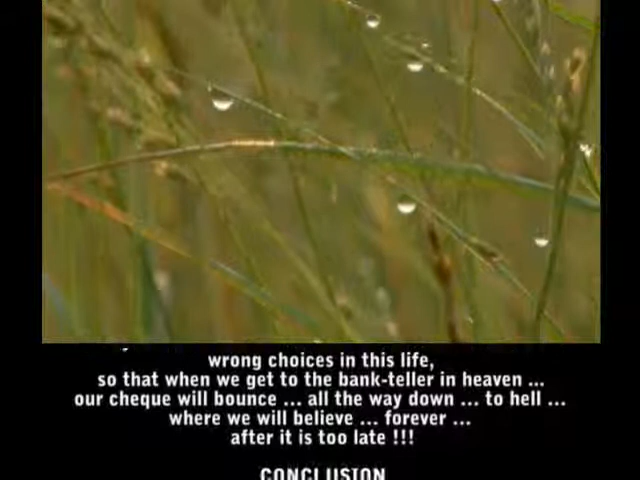 wrong choices in this life,
so that when we get to the bank-teller in heaven ...
our cheque will bounce ... all the way down ... to hell ...
where we will believe ... forever ...
after it is too late !!!
CONCLUSION